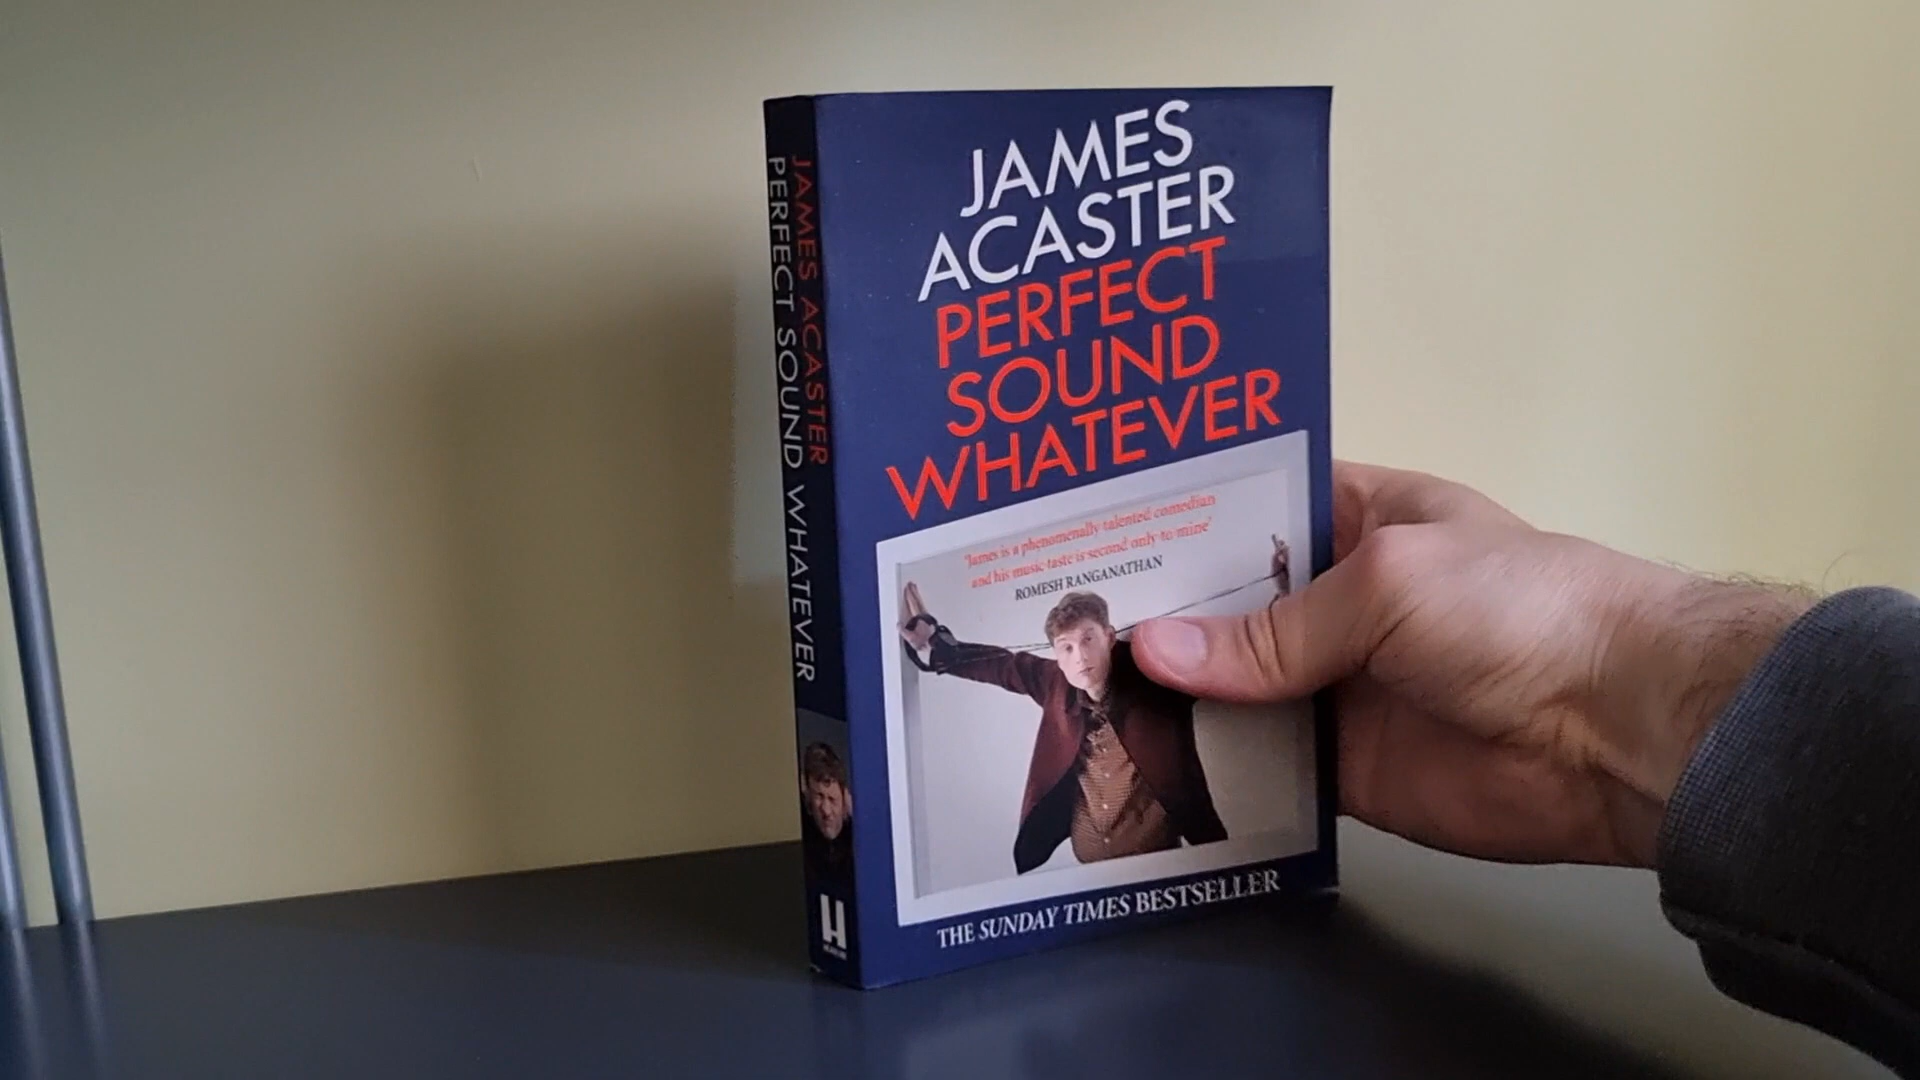 JAMES ACASTER
PERFECT SOUND WHATEVER
JAMES
ACASTER
PERFECT
SOUND
WHATEVER
'James is a phenomenally talented comedian
and his music taste is second only to mine'
ROMESH RANGANATHAN
THE SUNDAY TIMES BESTSELLER